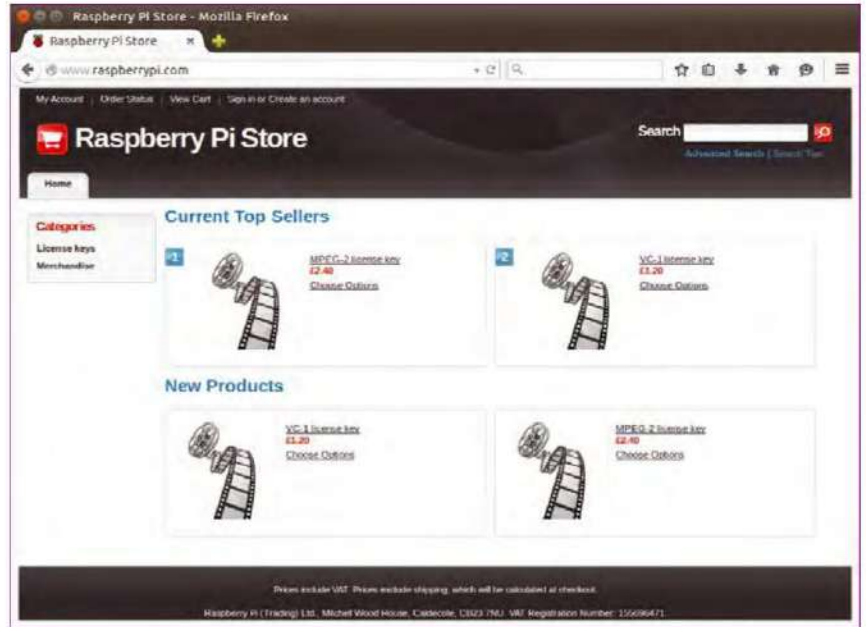 Raspberry Pi Store - Mozilla Firefox
Raspberry Pi Store
www.raspberrypi.com
My Account | Order Status | View Cart | Sign in or Create an account
Raspberry Pi Store
Search
Advanced Search | Search Tips
Home
Categories
License keys
Merchandise
Current Top Sellers
#1
MPEG-2 license key
£2.40
Choose Options
#2
VC-1 license key
£1.20
Choose Options
New Products
VC-1 license key
£1.20
Choose Options
MPEG-2 license key
£2.40
Choose Options
Prices include VAT. Prices exclude shipping, which will be calculated at checkout.
Raspberry Pi (Trading) Ltd., Mitchell Wood House, Caldecote, CB23 7NU. VAT Registration Number: 155696471.